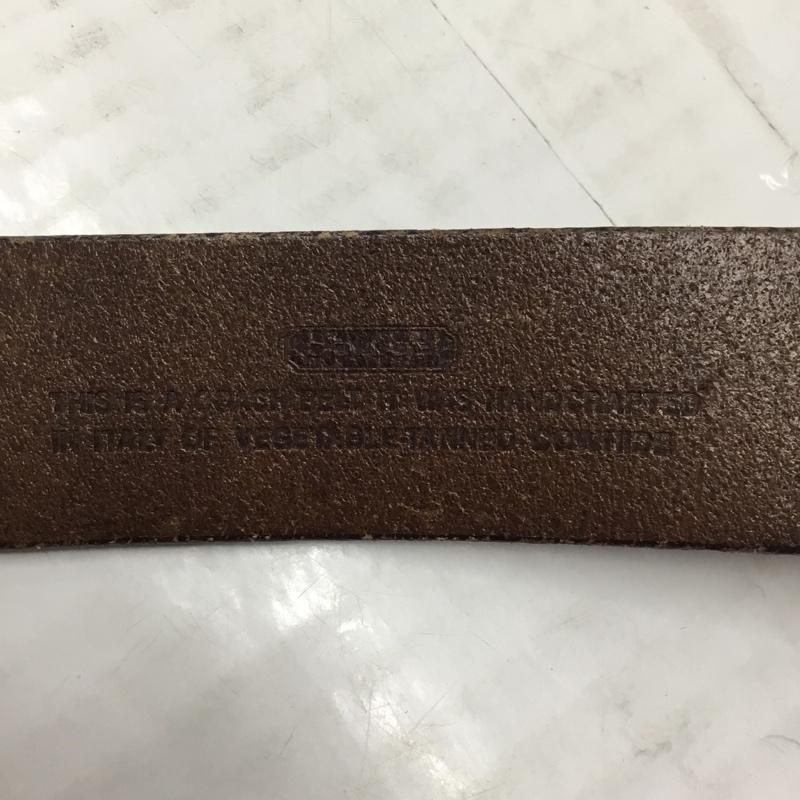 THIS IS A COACH BELT IT WAS HANDCRAFTED
IN ITALY OF VEGETABLE-TANNED COWHIDE